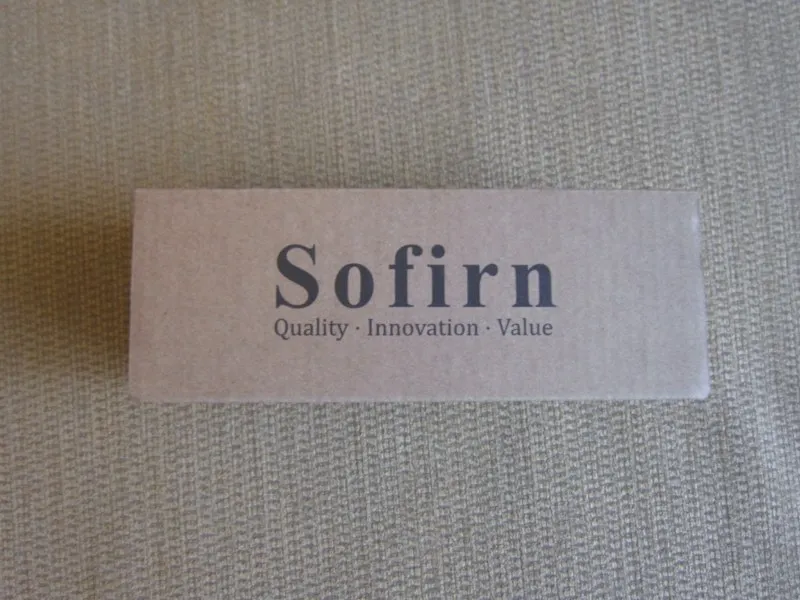 Sofirn
Quality · Innovation · Value